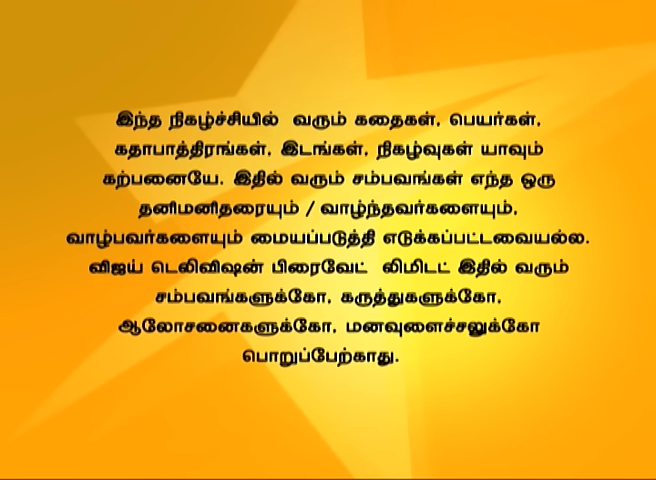 இந்த நிகழ்ச்சியில் வரும் கதைகள், பெயர்கள்,
கதாபாத்திரங்கள், இடங்கள், நிகழ்வுகள் யாவும்
கற்பனையே. இதில் வரும் சம்பவங்கள் எந்த ஒரு
தனிமனிதரையும் / வாழ்ந்தவர்களையும்,
வாழ்பவர்களையும் மையப்படுத்தி எடுக்கப்பட்டவையல்ல.
விஜய் டெலிவிஷன் பிரைவேட் லிமிடட் இதில் வரும்
சம்பவங்களுக்கோ, கருத்துகளுக்கோ,
ஆலோசனைகளுக்கோ, மனவுளைச்சலுக்கோ
பொறுப்பேற்காது.